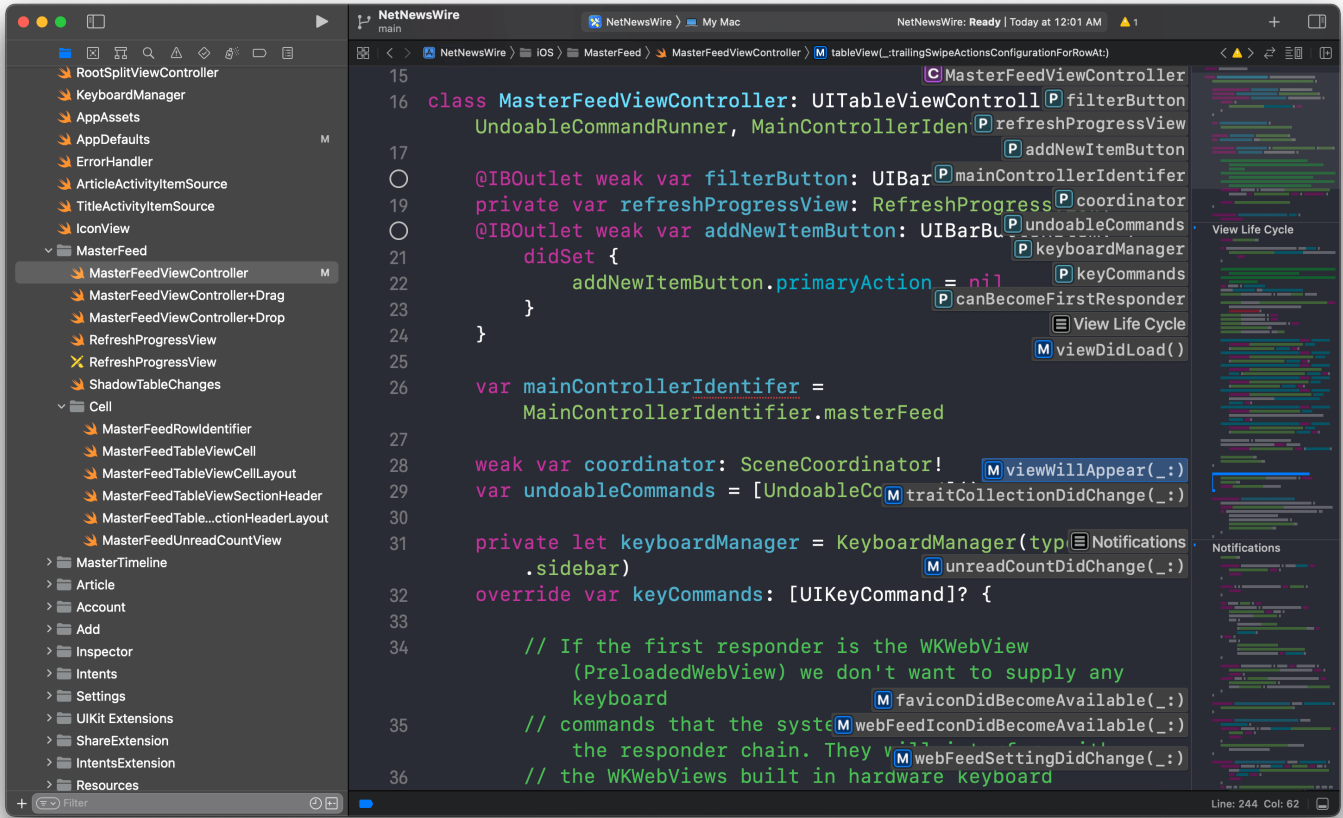 NetNewsWire
main
NetNewsWire
My Mac
NetNewsWire: Ready | Today at 12:01 AM
1
RootSplitViewController
KeyboardManager
AppAssets
AppDefaults M
ErrorHandler
ArticleActivityItemSource
TitleActivityItemSource
IconView
MasterFeed
MasterFeedViewController M
MasterFeedViewController+Drag
MasterFeedViewController+Drop
RefreshProgressView
RefreshProgressView
ShadowTableChanges
Cell
MasterFeedRowIdentifier
MasterFeedTableViewCell
MasterFeedTableViewCellLayout
MasterFeedTableViewSectionHeader
MasterFeedTable...ctionHeaderLayout
MasterFeedUnreadCountView
MasterTimeline
Article
Account
Add
Inspector
Intents
Settings
UIKit Extensions
ShareExtension
IntentsExtension
Resources
Filter
NetNewsWire
iOS
MasterFeed
MasterFeedViewController
M tableView(_:trailingSwipeActionsConfigurationForRowAt:)
15
C MasterFeedViewController
16 class MasterFeedViewController: UITableViewControll
P filterButton
UndoableCommandRunner, MainControllerIden
P refreshProgressView
17
P addNewItemButton
@IBOutlet weak var filterButton: UIBar
P mainControllerIdentifer
19 private var refreshProgressView: RefreshProgress
P coordinator
@IBOutlet weak var addNewItemButton: UIBarBu
P undoableCommands
21 didSet {
P keyboardManager
22 addNewItemButton.primaryAction = nil
P keyCommands
23 }
P canBecomeFirstResponder
24 }
View Life Cycle
25
M viewDidLoad()
26 var mainControllerIdentifer =
MainControllerIdentifier.masterFeed
27
28 weak var coordinator: SceneCoordinator!
M viewWillAppear(_:)
29 var undoableCommands = [UndoableCo
M traitCollectionDidChange(_:)
30
31 private let keyboardManager = KeyboardManager(typ
Notifications
.sidebar)
M unreadCountDidChange(_:)
32 override var keyCommands: [UIKeyCommand]? {
33
34 // If the first responder is the WKWebView
(PreloadedWebView) we don't want to supply any
keyboard
M faviconDidBecomeAvailable(_:)
35 // commands that the syste
M webFeedIconDidBecomeAvailable(_:)
the responder chain. They
M webFeedSettingDidChange(_:)
36 // the WKWebViews built in hardware keyboard
View Life Cycle
Notifications
Line: 244 Col: 62